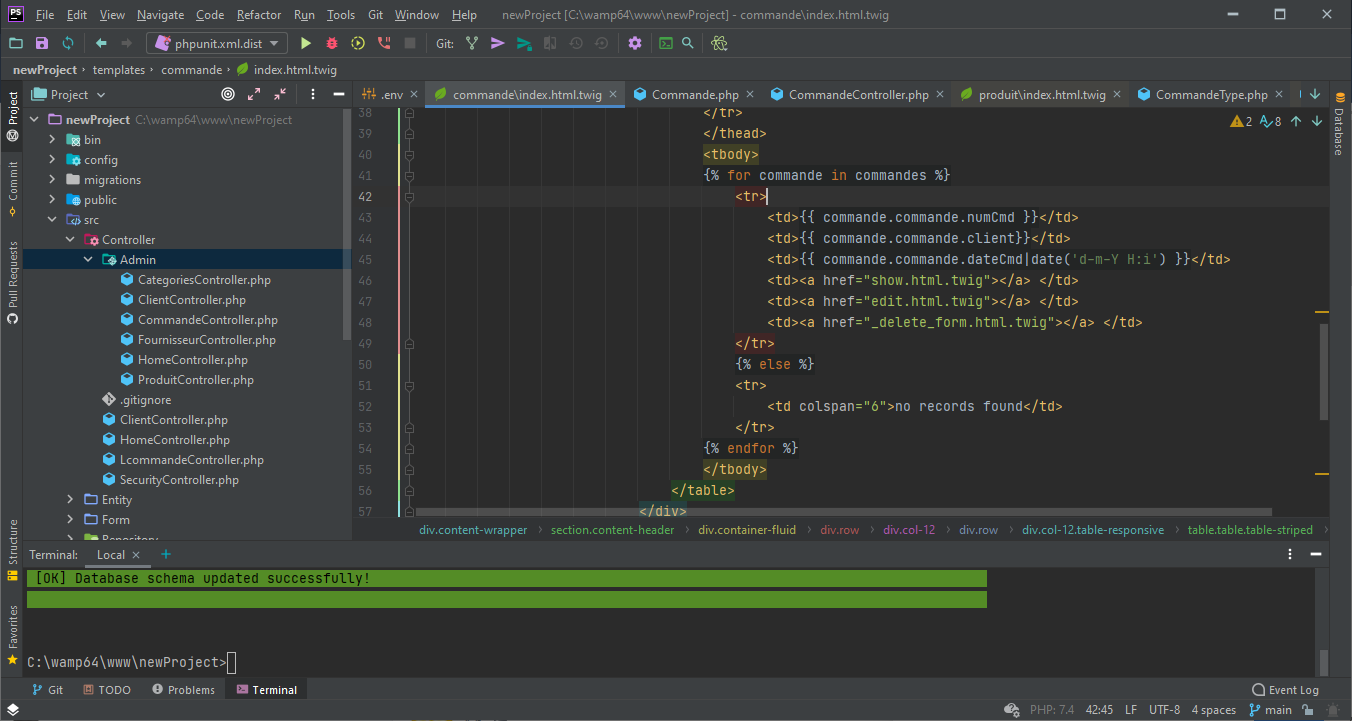 PS File Edit View Navigate Code Refactor Run Tools Git Window Help newProject [C:\wamp64\www\newProject] - commande\index.html.twig
phpunit.xml.dist Git:
newProject templates commande index.html.twig
Project .env commande\index.html.twig Commande.php CommandeController.php produit\index.html.twig CommandeType.php
Project
Commit
Pull Requests
Structure
Favorites
newProject C:\wamp64\www\newProject
bin
config
migrations
public
src
Controller
Admin
CategoriesController.php
ClientController.php
CommandeController.php
FournisseurController.php
HomeController.php
ProduitController.php
.gitignore
ClientController.php
HomeController.php
LcommandeController.php
SecurityController.php
Entity
Form
Repository
2 8
Database
38 </tr>
39 </thead>
40 <tbody>
41 {% for commande in commandes %}
42 <tr>
43 <td>{{ commande.commande.numCmd }}</td>
44 <td>{{ commande.commande.client}}</td>
45 <td>{{ commande.commande.dateCmd|date('d-m-Y H:i') }}</td>
46 <td><a href="show.html.twig"></a> </td>
47 <td><a href="edit.html.twig"></a> </td>
48 <td><a href="_delete_form.html.twig"></a> </td>
49 </tr>
50 {% else %}
51 <tr>
52 <td colspan="6">no records found</td>
53 </tr>
54 {% endfor %}
55 </tbody>
56 </table>
57 </div>
div.content-wrapper section.content-header div.container-fluid div.row div.col-12 div.row div.col-12.table-responsive table.table.table-striped
Terminal: Local
[OK] Database schema updated successfully!
C:\wamp64\www\newProject>
Git TODO Problems Terminal Event Log
PHP: 7.4 42:45 LF UTF-8 4 spaces main